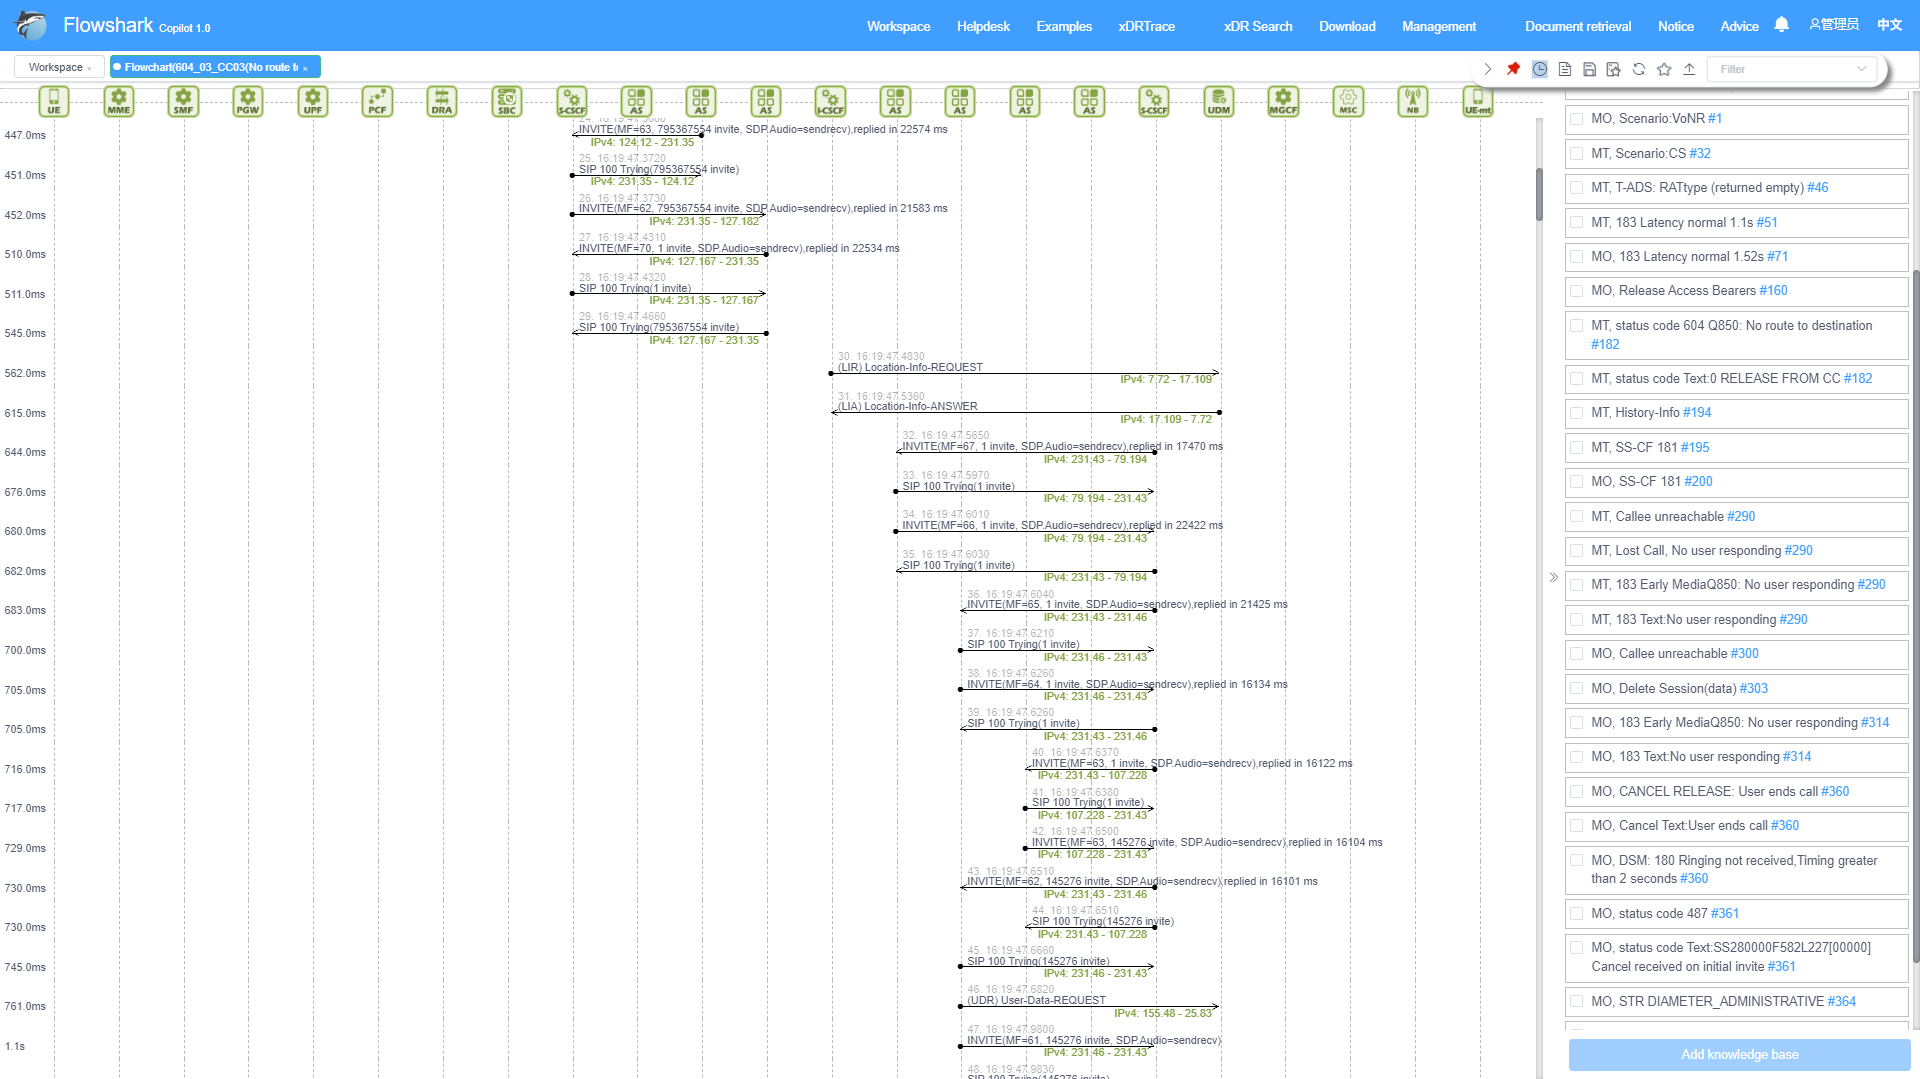 Flowshark Copilot 1.0
Workspace
Helpdesk
Examples
xDRTrace
xDR Search
Download
Management
Document retrieval
Notice
Advice
管理员
中文
Workspace ×
Flowchart(604_03_CC03(No route t ×
Filter
UE
MME
SMF
PGW
UPF
PCF
DRA
SBC
S-CSCF
AS
AS
AS
I-CSCF
AS
AS
AS
AS
S-CSCF
UDM
MGCF
MSC
NB
UE-mt
447.0ms
INVITE(MF=63, 795367554 invite, SDP.Audio=sendrecv),replied in 22574 ms
IPv4: 124.12 - 231.35
25. 16:19:47.3720
451.0ms
SIP 100 Trying(795367554 invite)
IPv4: 231.35 - 124.12
26. 16:19:47.3730
452.0ms
INVITE(MF=62, 795367554 invite, SDP.Audio=sendrecv),replied in 21583 ms
IPv4: 231.35 - 127.182
27. 16:19:47.4310
510.0ms
INVITE(MF=70, 1 invite, SDP.Audio=sendrecv),replied in 22534 ms
IPv4: 127.167 - 231.35
28. 16:19:47.4320
511.0ms
SIP 100 Trying(1 invite)
IPv4: 231.35 - 127.167
29. 16:19:47.4660
545.0ms
SIP 100 Trying(795367554 invite)
IPv4: 127.167 - 231.35
30. 16:19:47.4830
562.0ms
(LIR) Location-Info-REQUEST
IPv4: 7.72 - 17.109
31. 16:19:47.5360
615.0ms
(LIA) Location-Info-ANSWER
IPv4: 17.109 - 7.72
32. 16:19:47.5650
644.0ms
INVITE(MF=67, 1 invite, SDP.Audio=sendrecv),replied in 17470 ms
IPv4: 231.43 - 79.194
33. 16:19:47.5970
676.0ms
SIP 100 Trying(1 invite)
IPv4: 79.194 - 231.43
34. 16:19:47.6010
680.0ms
INVITE(MF=66, 1 invite, SDP.Audio=sendrecv),replied in 22422 ms
IPv4: 79.194 - 231.43
35. 16:19:47.6030
682.0ms
SIP 100 Trying(1 invite)
IPv4: 231.43 - 79.194
36. 16:19:47.6040
683.0ms
INVITE(MF=65, 1 invite, SDP.Audio=sendrecv),replied in 21425 ms
IPv4: 231.43 - 231.46
37. 16:19:47.6210
700.0ms
SIP 100 Trying(1 invite)
IPv4: 231.46 - 231.43
38. 16:19:47.6260
705.0ms
INVITE(MF=64, 1 invite, SDP.Audio=sendrecv),replied in 16134 ms
IPv4: 231.46 - 231.43
39. 16:19:47.6260
705.0ms
SIP 100 Trying(1 invite)
IPv4: 231.43 - 231.46
40. 16:19:47.6370
716.0ms
INVITE(MF=63, 1 invite, SDP.Audio=sendrecv),replied in 16122 ms
IPv4: 231.43 - 107.228
41. 16:19:47.6380
717.0ms
SIP 100 Trying(1 invite)
IPv4: 107.228 - 231.43
42. 16:19:47.6500
729.0ms
INVITE(MF=63, 145276 invite, SDP.Audio=sendrecv),replied in 16104 ms
IPv4: 107.228 - 231.43
43. 16:19:47.6510
730.0ms
INVITE(MF=62, 145276 invite, SDP.Audio=sendrecv),replied in 16101 ms
IPv4: 231.43 - 231.46
44. 16:19:47.6510
730.0ms
SIP 100 Trying(145276 invite)
IPv4: 231.43 - 107.228
45. 16:19:47.6660
745.0ms
SIP 100 Trying(145276 invite)
IPv4: 231.46 - 231.43
46. 16:19:47.6820
761.0ms
(UDR) User-Data-REQUEST
IPv4: 155.48 - 25.83
47. 16:19:47.9800
1.1s
INVITE(MF=61, 145276 invite, SDP.Audio=sendrecv)
IPv4: 231.46 - 231.43
48. 16:19:47.9830
SIP 100 Trying(145276 invite)
MO, Scenario:VoNR #1
MT, Scenario:CS #32
MT, T-ADS: RATtype (returned empty) #46
MT, 183 Latency normal 1.1s #51
MO, 183 Latency normal 1.52s #71
MO, Release Access Bearers #160
MT, status code 604 Q850: No route to destination
#182
MT, status code Text:0 RELEASE FROM CC #182
MT, History-Info #194
MT, SS-CF 181 #195
MO, SS-CF 181 #200
MT, Callee unreachable #290
MT, Lost Call, No user responding #290
MT, 183 Early MediaQ850: No user responding #290
MT, 183 Text:No user responding #290
MO, Callee unreachable #300
MO, Delete Session(data) #303
MO, 183 Early MediaQ850: No user responding #314
MO, 183 Text:No user responding #314
MO, CANCEL RELEASE: User ends call #360
MO, Cancel Text:User ends call #360
MO, DSM: 180 Ringing not received,Timing greater
than 2 seconds #360
MO, status code 487 #361
MO, status code Text:SS280000F582L227[00000]
Cancel received on initial invite #361
MO, STR DIAMETER_ADMINISTRATIVE #364
Add knowledge base